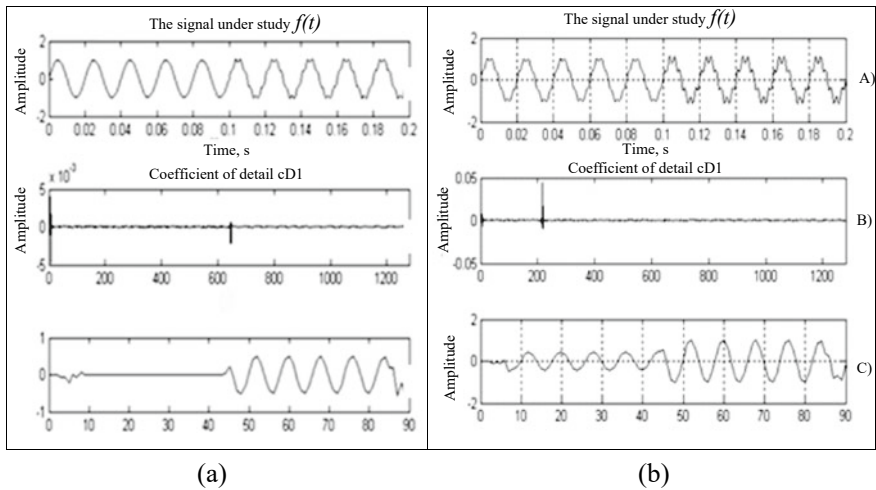 The signal under study f(t)
Amplitude
2
0
-2
0 0.02 0.04 0.06 0.08 0.1 0.12 0.14 0.16 0.18 0.2
Time, s
x 10⁻³
Coefficient of detail cD1
Amplitude
5
0
-5
0 200 400 600 800 1000 1200
1
0
-1
0 10 20 30 40 50 60 70 80 90
(a)
The signal under study f(t)
Amplitude
2
0
-2
0 0.02 0.04 0.06 0.08 0.1 0.12 0.14 0.16 0.18 0.2
A)
Time, s
Coefficient of detail cD1
Amplitude
0.05
0
-0.05
0 200 400 600 800 1000 1200
B)
Amplitude
2
0
-2
0 10 20 30 40 50 60 70 80 90
C)
(b)